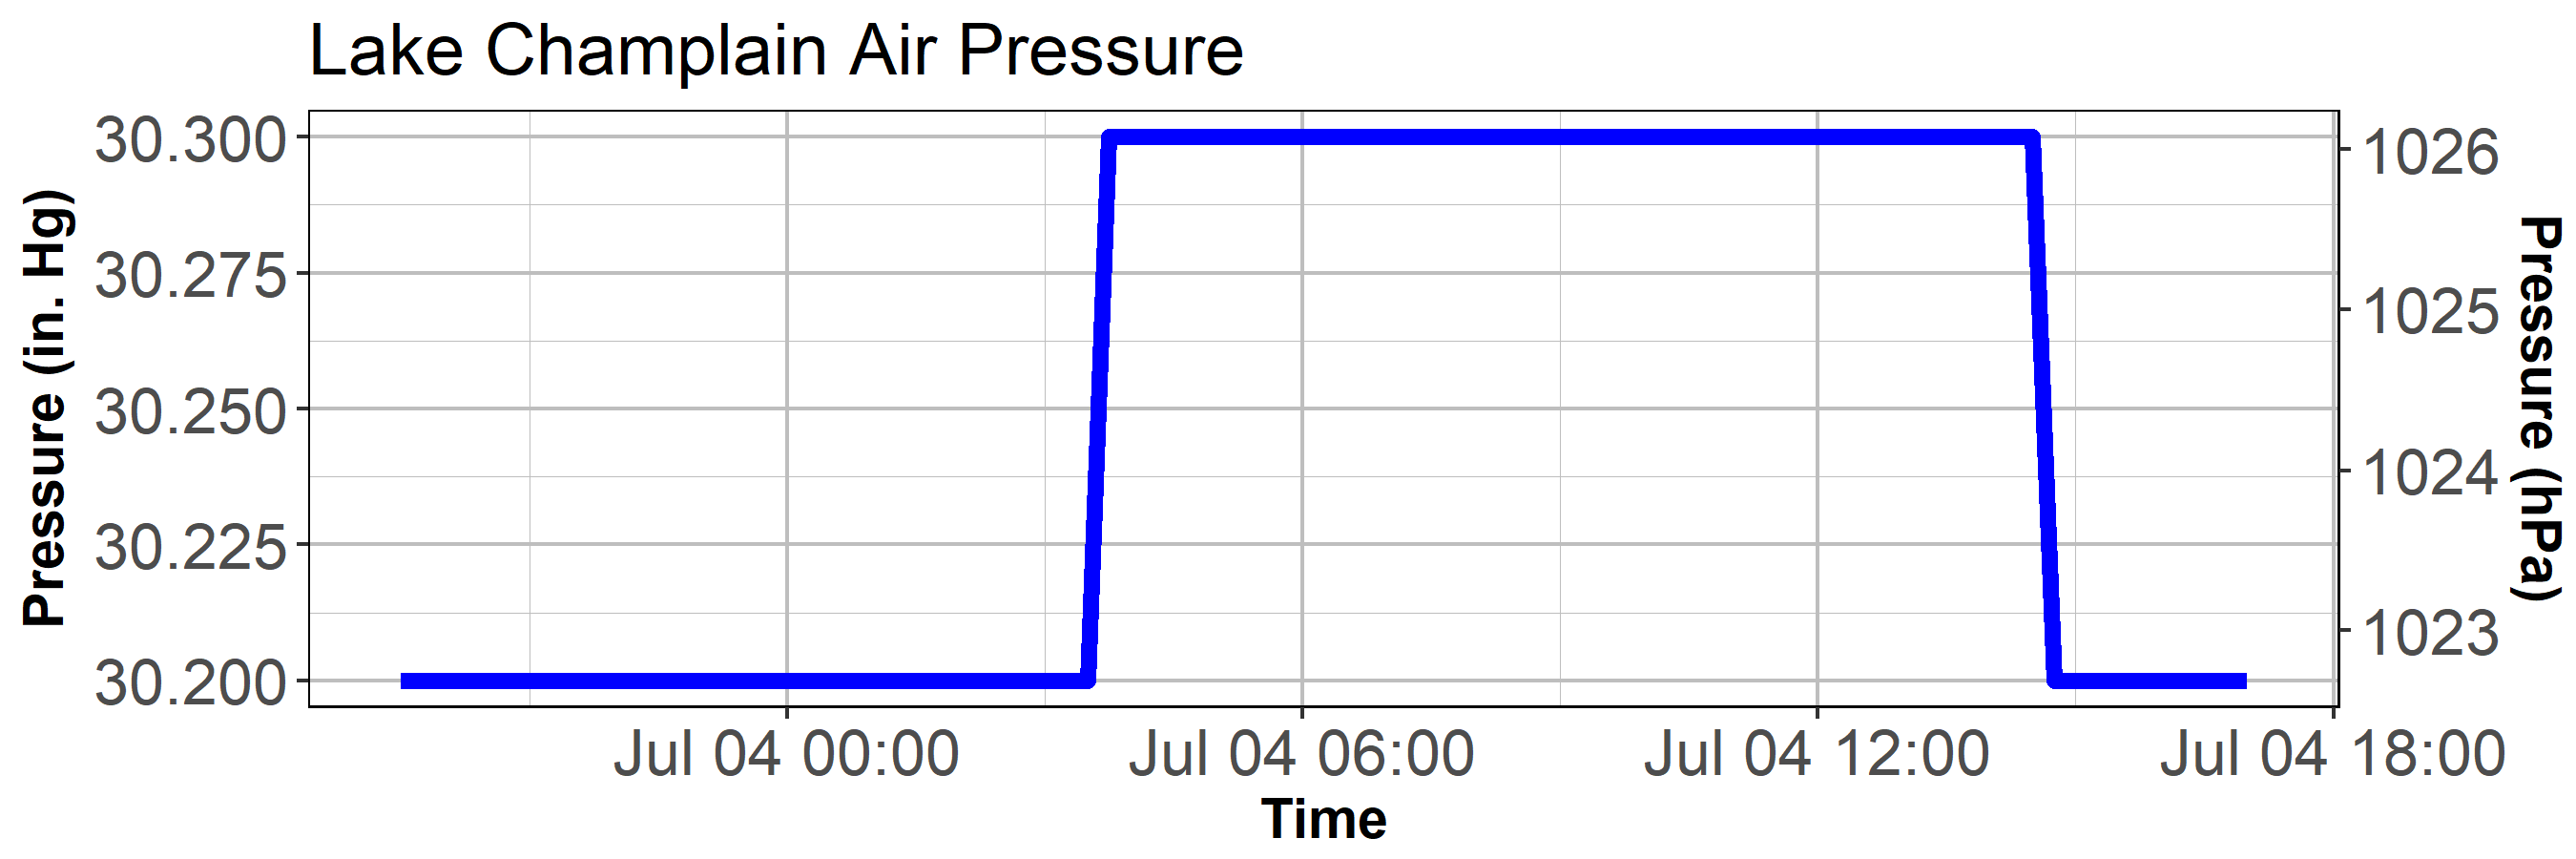 Lake Champlain Air Pressure
Pressure (in. Hg)
30.300
30.275
30.250
30.225
30.200
1026
1025
1024
1023
Pressure (hPa)
Jul 04 00:00 Jul 04 06:00 Jul 04 12:00 Jul 04 18:00
Time